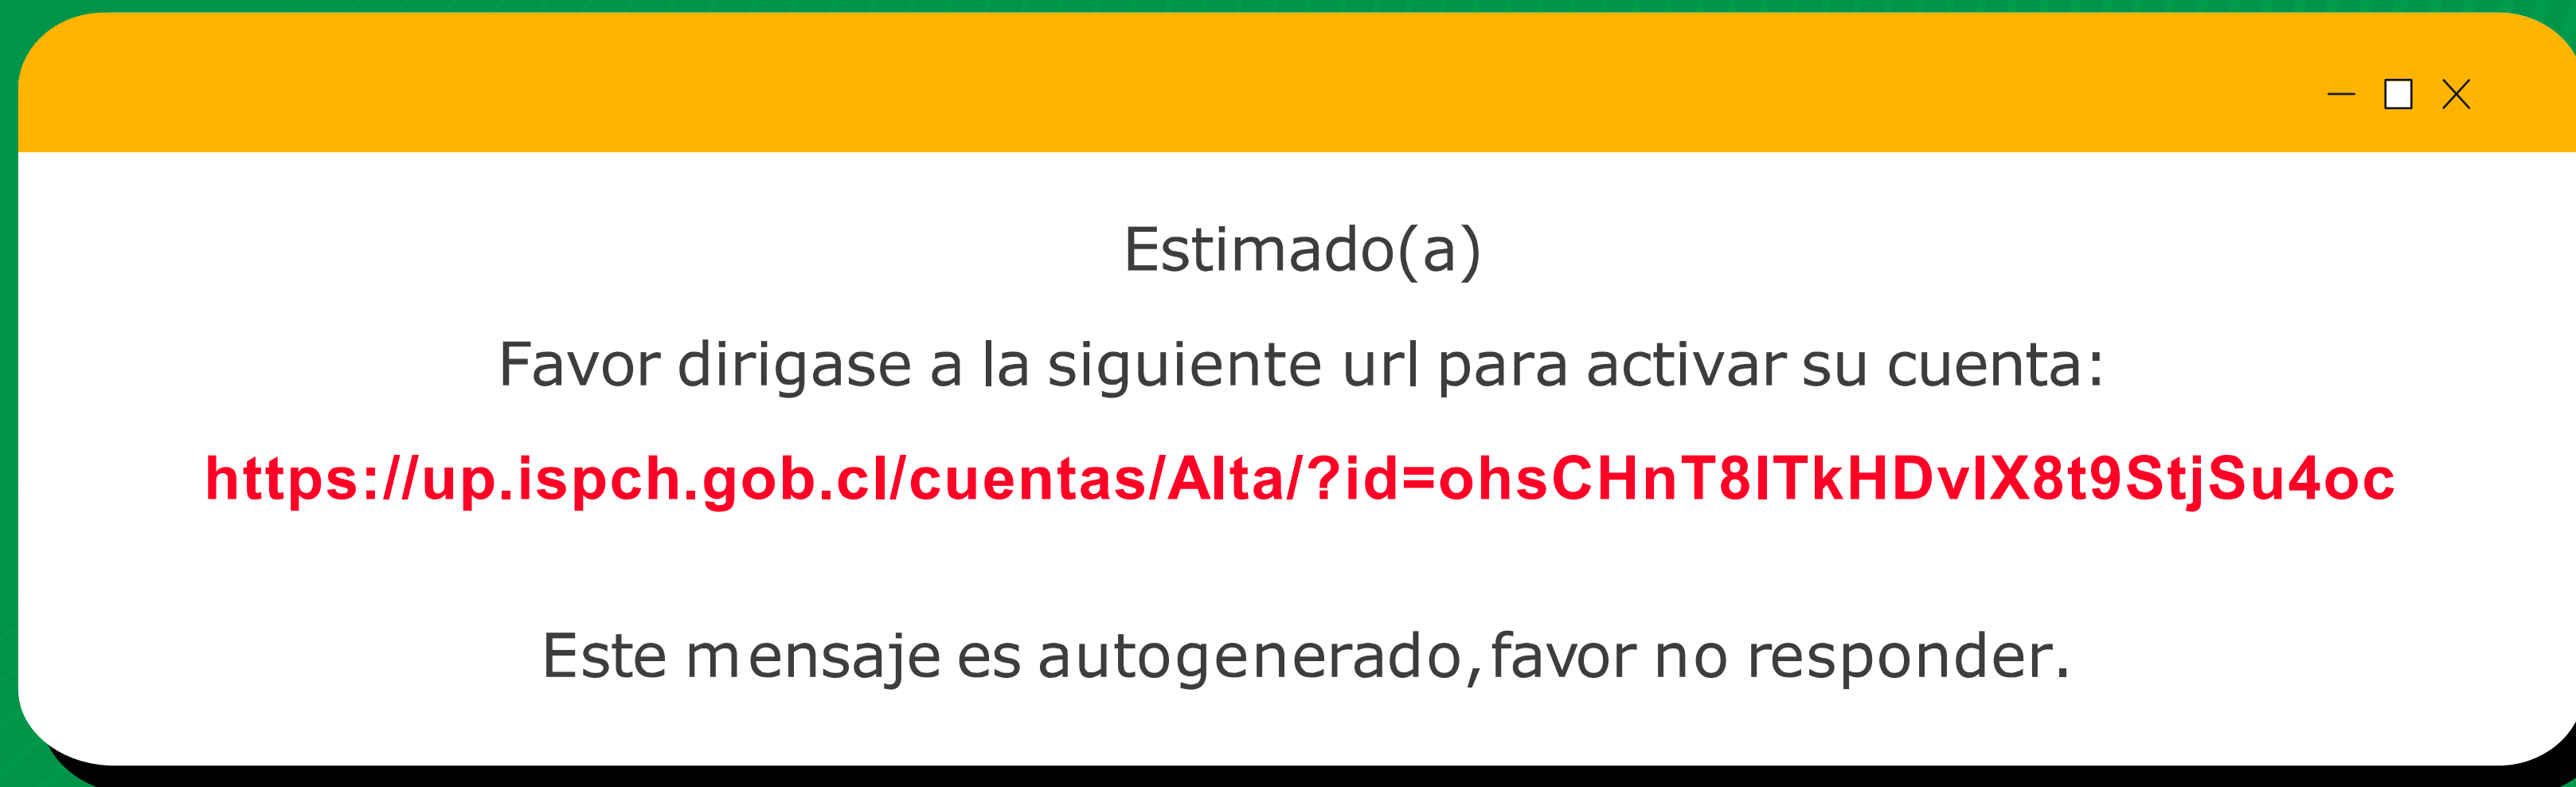 Estimado(a)
Favor dirigase a la siguiente url para activar su cuenta:
https://up.ispch.gob.cl/cuentas/Alta/?id=ohsCHnT8ITkHDvIX8t9StjSu4oc
Este mensaje es autogenerado, favor no responder.